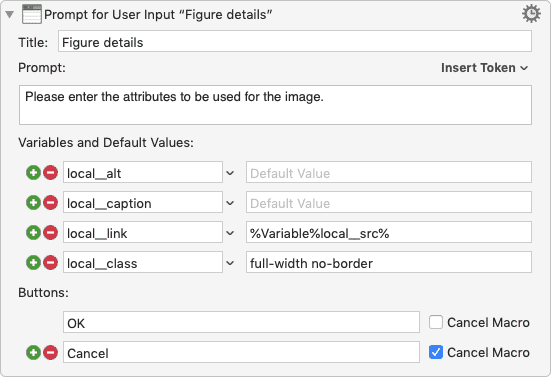 Prompt for User Input “Figure details”
Title: Figure details
Prompt: Insert Token
Please enter the attributes to be used for the image.
Variables and Default Values:
local__alt Default Value
local__caption Default Value
local__link %Variable%local__src%
local__class full-width no-border
Buttons:
OK Cancel Macro
Cancel Cancel Macro